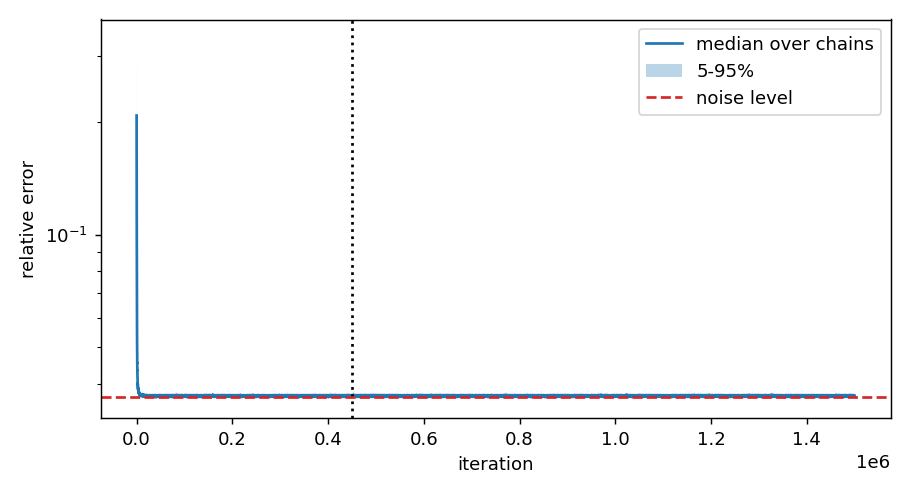 median over chains
5-95%
noise level
relative error
10⁻¹
0.0 0.2 0.4 0.6 0.8 1.0 1.2 1.4
iteration
1e6